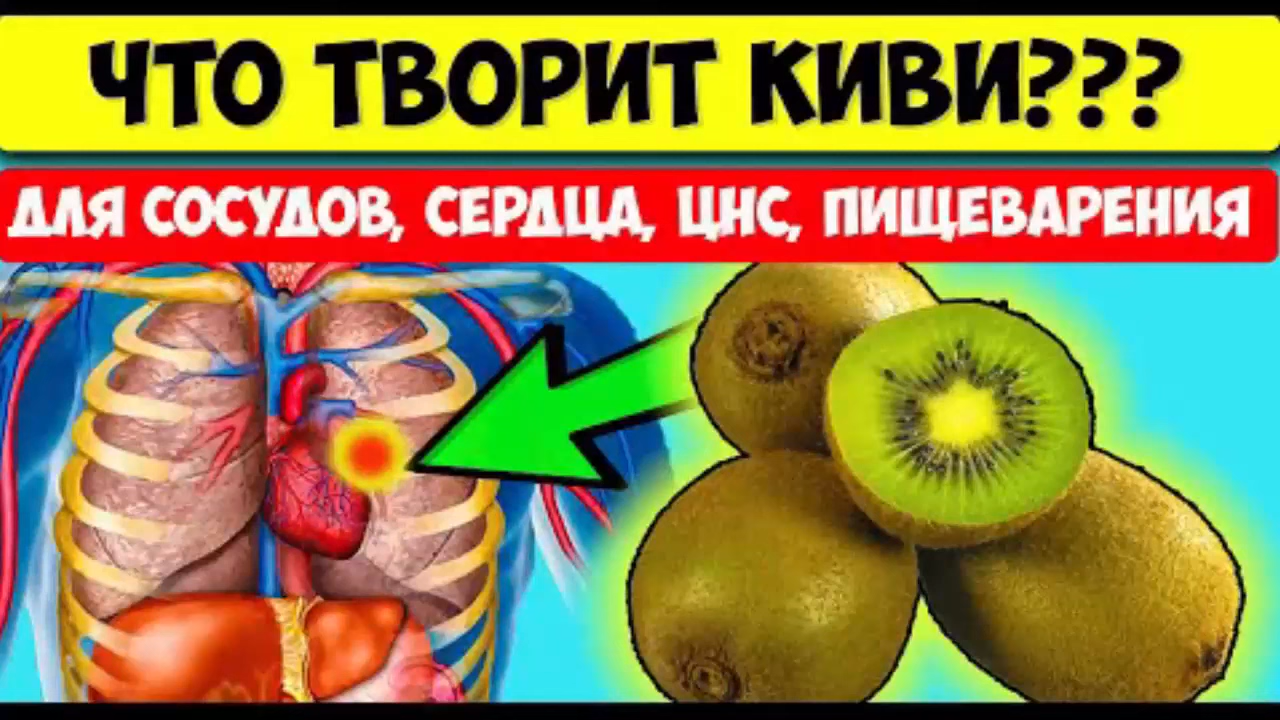 ЧТО ТВОРИТ КИВИ???
ДЛЯ СОСУДОВ, СЕРДЦА, ЦНС, ПИЩЕВАРЕНИЯ